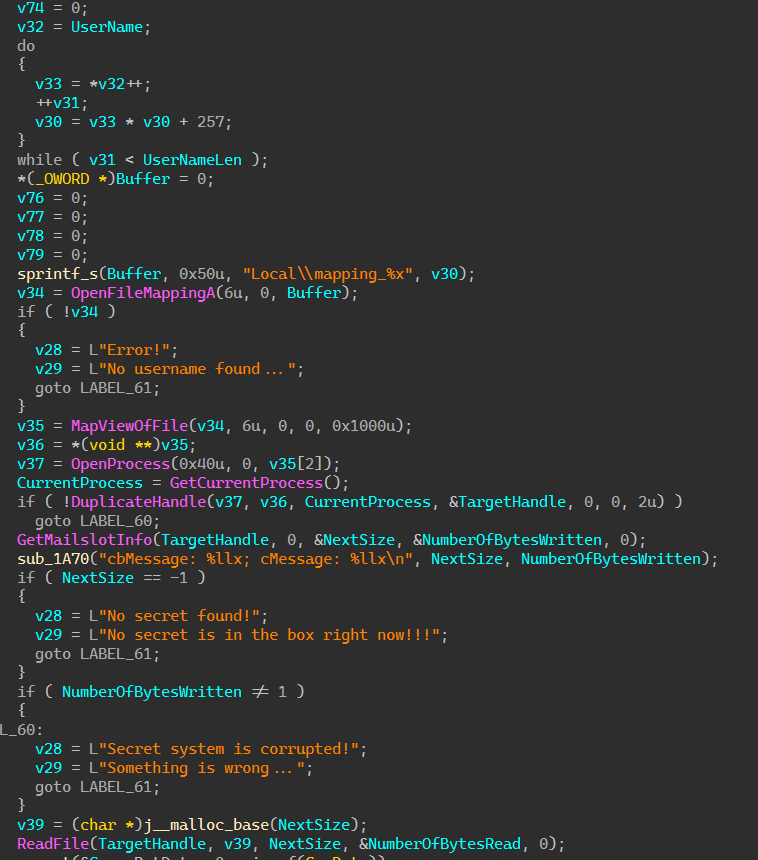 v74 = 0;
v32 = UserName;
do
{
v33 = *v32++;
++v31;
v30 = v33 * v30 + 257;
}
while ( v31 < UserNameLen );
*(_OWORD *)Buffer = 0;
v76 = 0;
v77 = 0;
v78 = 0;
v79 = 0;
sprintf_s(Buffer, 0x50u, "Local\\mapping_%x", v30);
v34 = OpenFileMappingA(6u, 0, Buffer);
if ( !v34 )
{
v28 = L"Error!";
v29 = L"No username found...";
goto LABEL_61;
}
v35 = MapViewOfFile(v34, 6u, 0, 0, 0x1000u);
v36 = *(void **)v35;
v37 = OpenProcess(0x40u, 0, v35[2]);
CurrentProcess = GetCurrentProcess();
if ( !DuplicateHandle(v37, v36, CurrentProcess, &TargetHandle, 0, 0, 2u) )
goto LABEL_60;
GetMailslotInfo(TargetHandle, 0, &NextSize, &NumberOfBytesWritten, 0);
sub_1A70("cbMessage: %llx; cMessage: %llx\n", NextSize, NumberOfBytesWritten);
if ( NextSize == -1 )
{
v28 = L"No secret found!";
v29 = L"No secret is in the box right now!!!";
goto LABEL_61;
}
if ( NumberOfBytesWritten != 1 )
{
L_60:
v28 = L"Secret system is corrupted!";
v29 = L"Something is wrong...";
goto LABEL_61;
}
v39 = (char *)j__malloc_base(NextSize);
ReadFile(TargetHandle, v39, NextSize, &NumberOfBytesRead, 0);